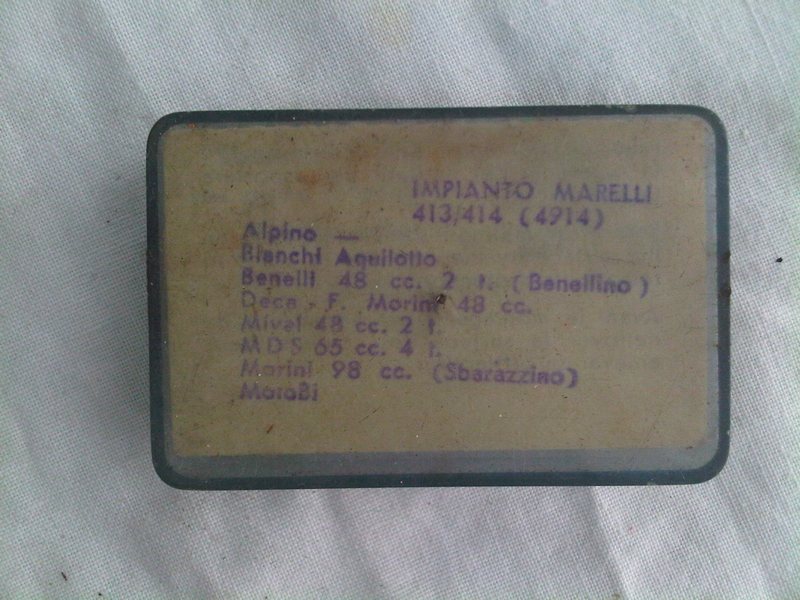 IMPIANTO MARELLI
413/414 (4914)
Alpino —
Bianchi Aquilotto
Benelli 48 cc. 2 t. (Benellino)
Deca - F. Morini 48 cc.
Mival 48 cc. 2 t.
MDS 65 cc. 4 t.
Morini 98 cc. (Sbarazzino)
MotoBi